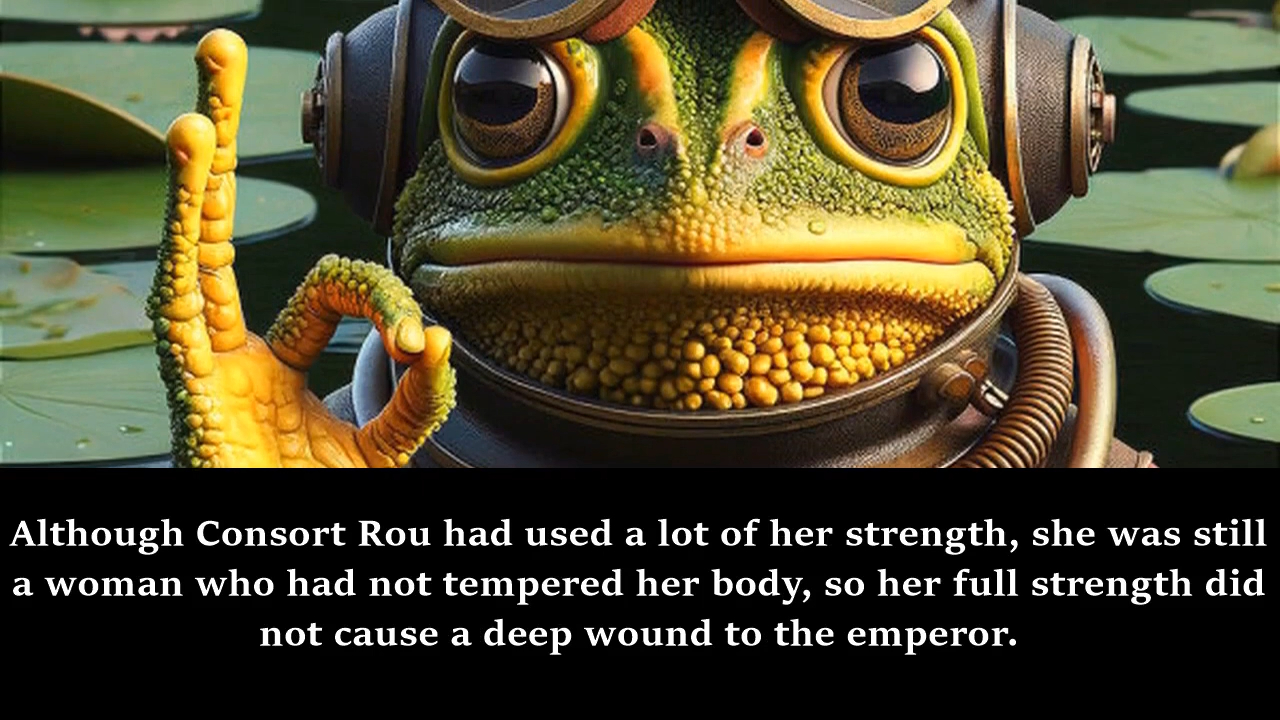 Although Consort Rou had used a lot of her strength, she was still
a woman who had not tempered her body, so her full strength did
not cause a deep wound to the emperor.